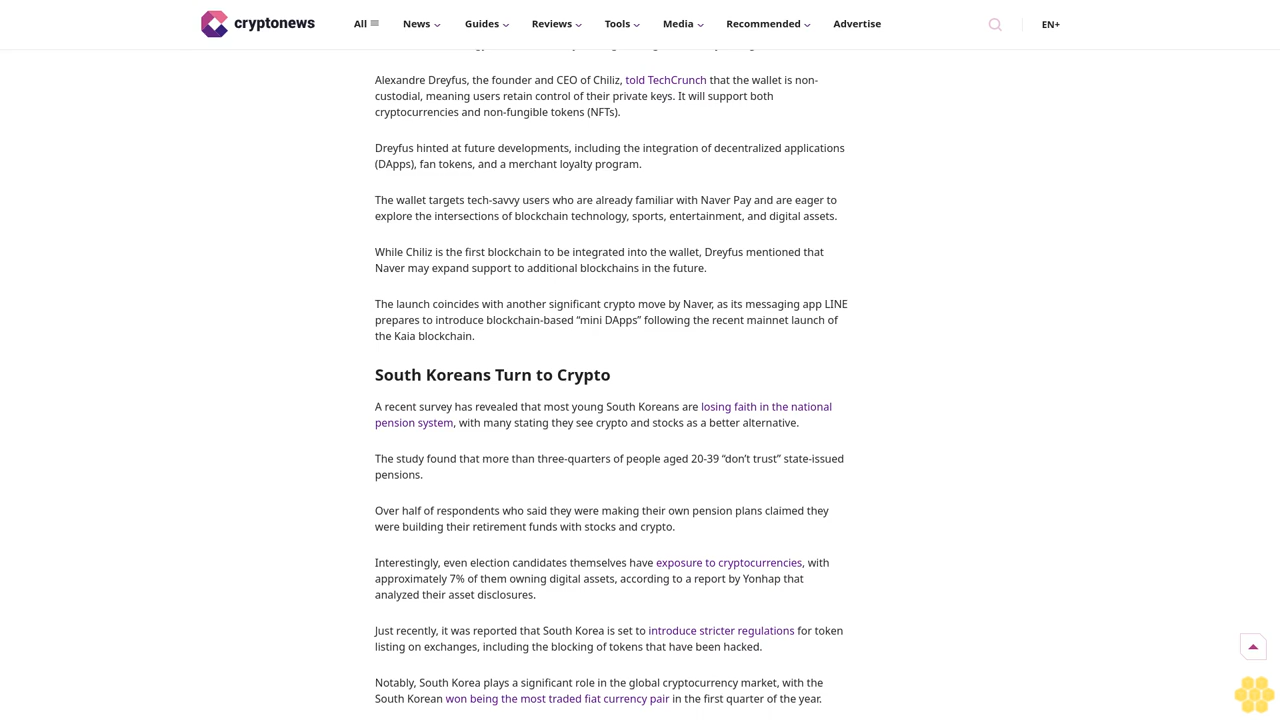 cryptonews
All
News
Guides
Reviews
Tools
Media
Recommended
Advertise
EN+
Alexandre Dreyfus, the founder and CEO of Chiliz, told TechCrunch that the wallet is non-
custodial, meaning users retain control of their private keys. It will support both
cryptocurrencies and non-fungible tokens (NFTs).
Dreyfus hinted at future developments, including the integration of decentralized applications
(DApps), fan tokens, and a merchant loyalty program.
The wallet targets tech-savvy users who are already familiar with Naver Pay and are eager to
explore the intersections of blockchain technology, sports, entertainment, and digital assets.
While Chiliz is the first blockchain to be integrated into the wallet, Dreyfus mentioned that
Naver may expand support to additional blockchains in the future.
The launch coincides with another significant crypto move by Naver, as its messaging app LINE
prepares to introduce blockchain-based “mini DApps” following the recent mainnet launch of
the Kaia blockchain.
South Koreans Turn to Crypto
A recent survey has revealed that most young South Koreans are losing faith in the national
pension system, with many stating they see crypto and stocks as a better alternative.
The study found that more than three-quarters of people aged 20-39 “don’t trust” state-issued
pensions.
Over half of respondents who said they were making their own pension plans claimed they
were building their retirement funds with stocks and crypto.
Interestingly, even election candidates themselves have exposure to cryptocurrencies, with
approximately 7% of them owning digital assets, according to a report by Yonhap that
analyzed their asset disclosures.
Just recently, it was reported that South Korea is set to introduce stricter regulations for token
listing on exchanges, including the blocking of tokens that have been hacked.
Notably, South Korea plays a significant role in the global cryptocurrency market, with the
South Korean won being the most traded fiat currency pair in the first quarter of the year.